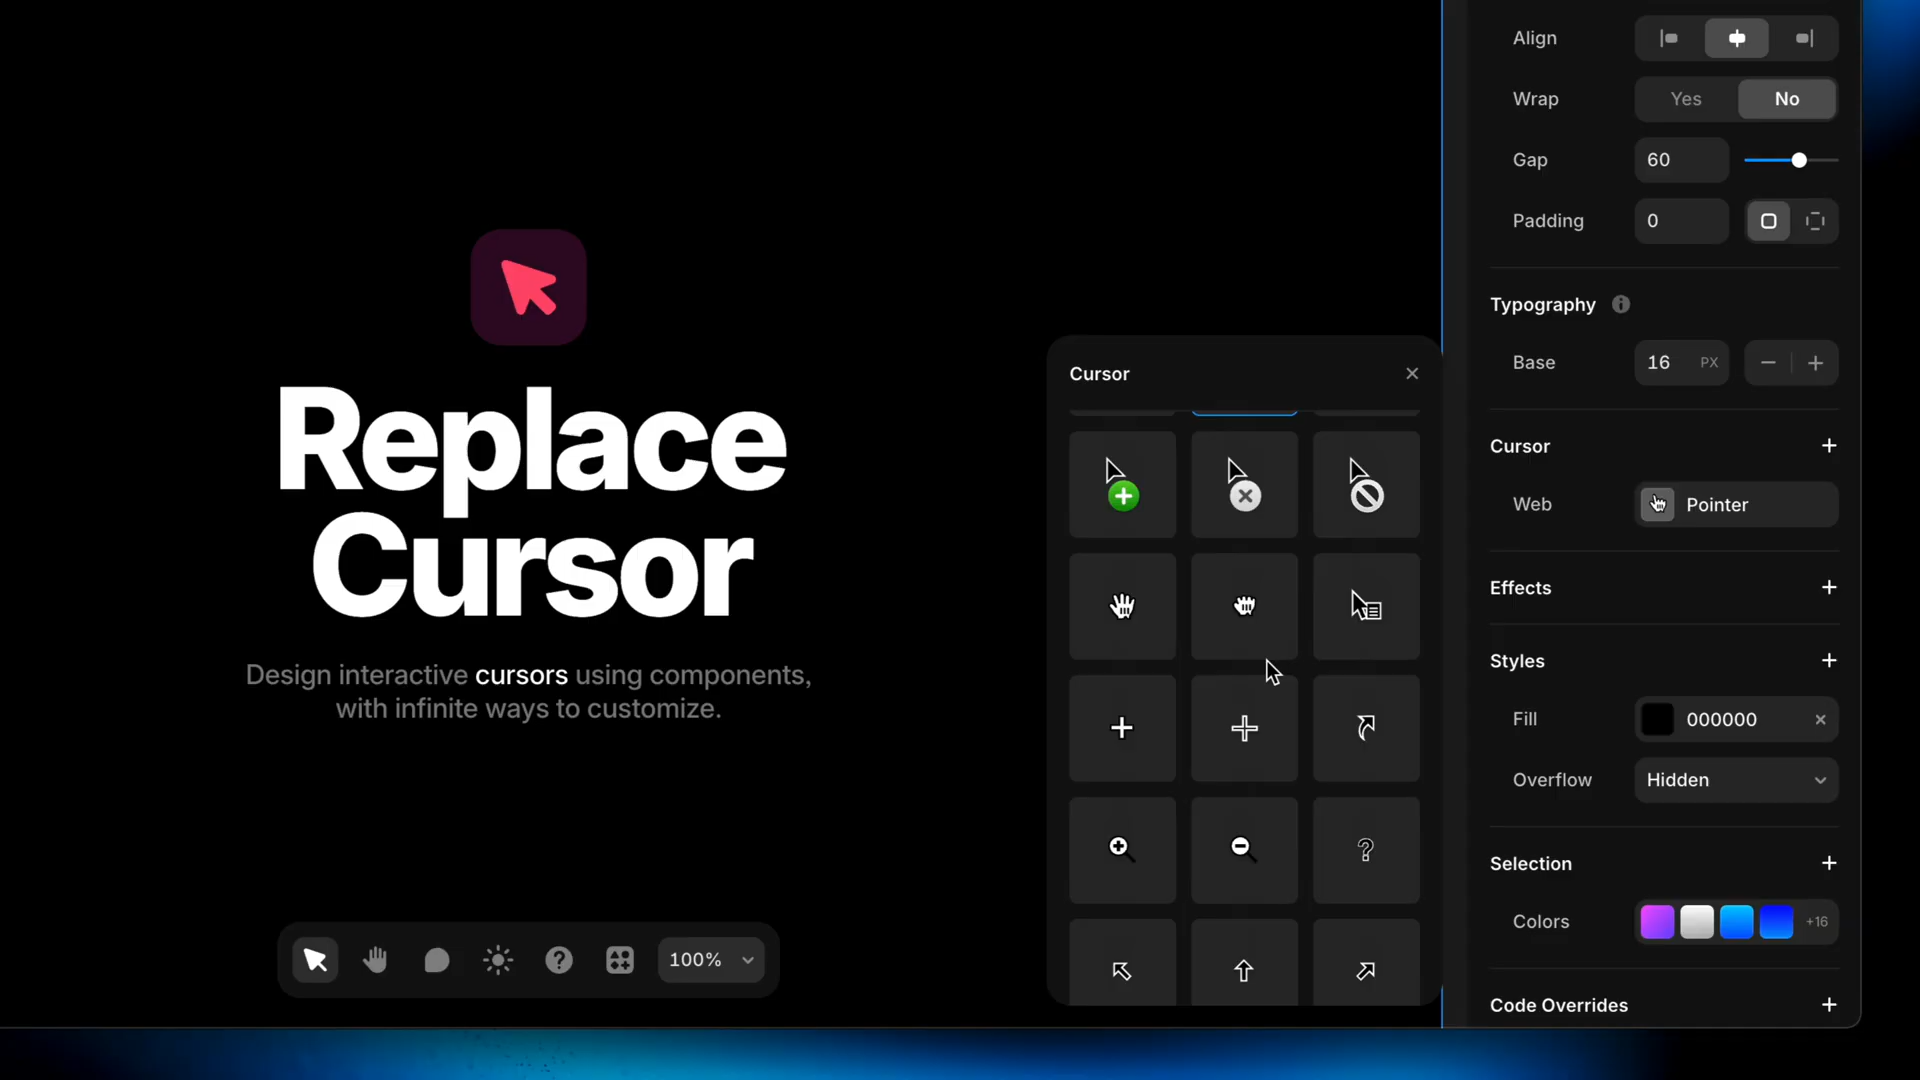 Replace
Cursor
Design interactive cursors using components,
with infinite ways to customize.
100%
Cursor
Align
Wrap
Yes
No
Gap
60
Padding
0
Typography
Base
16
PX
Cursor
Web
Pointer
Effects
Styles
Fill
000000
Overflow
Hidden
Selection
Colors
+16
Code Overrides